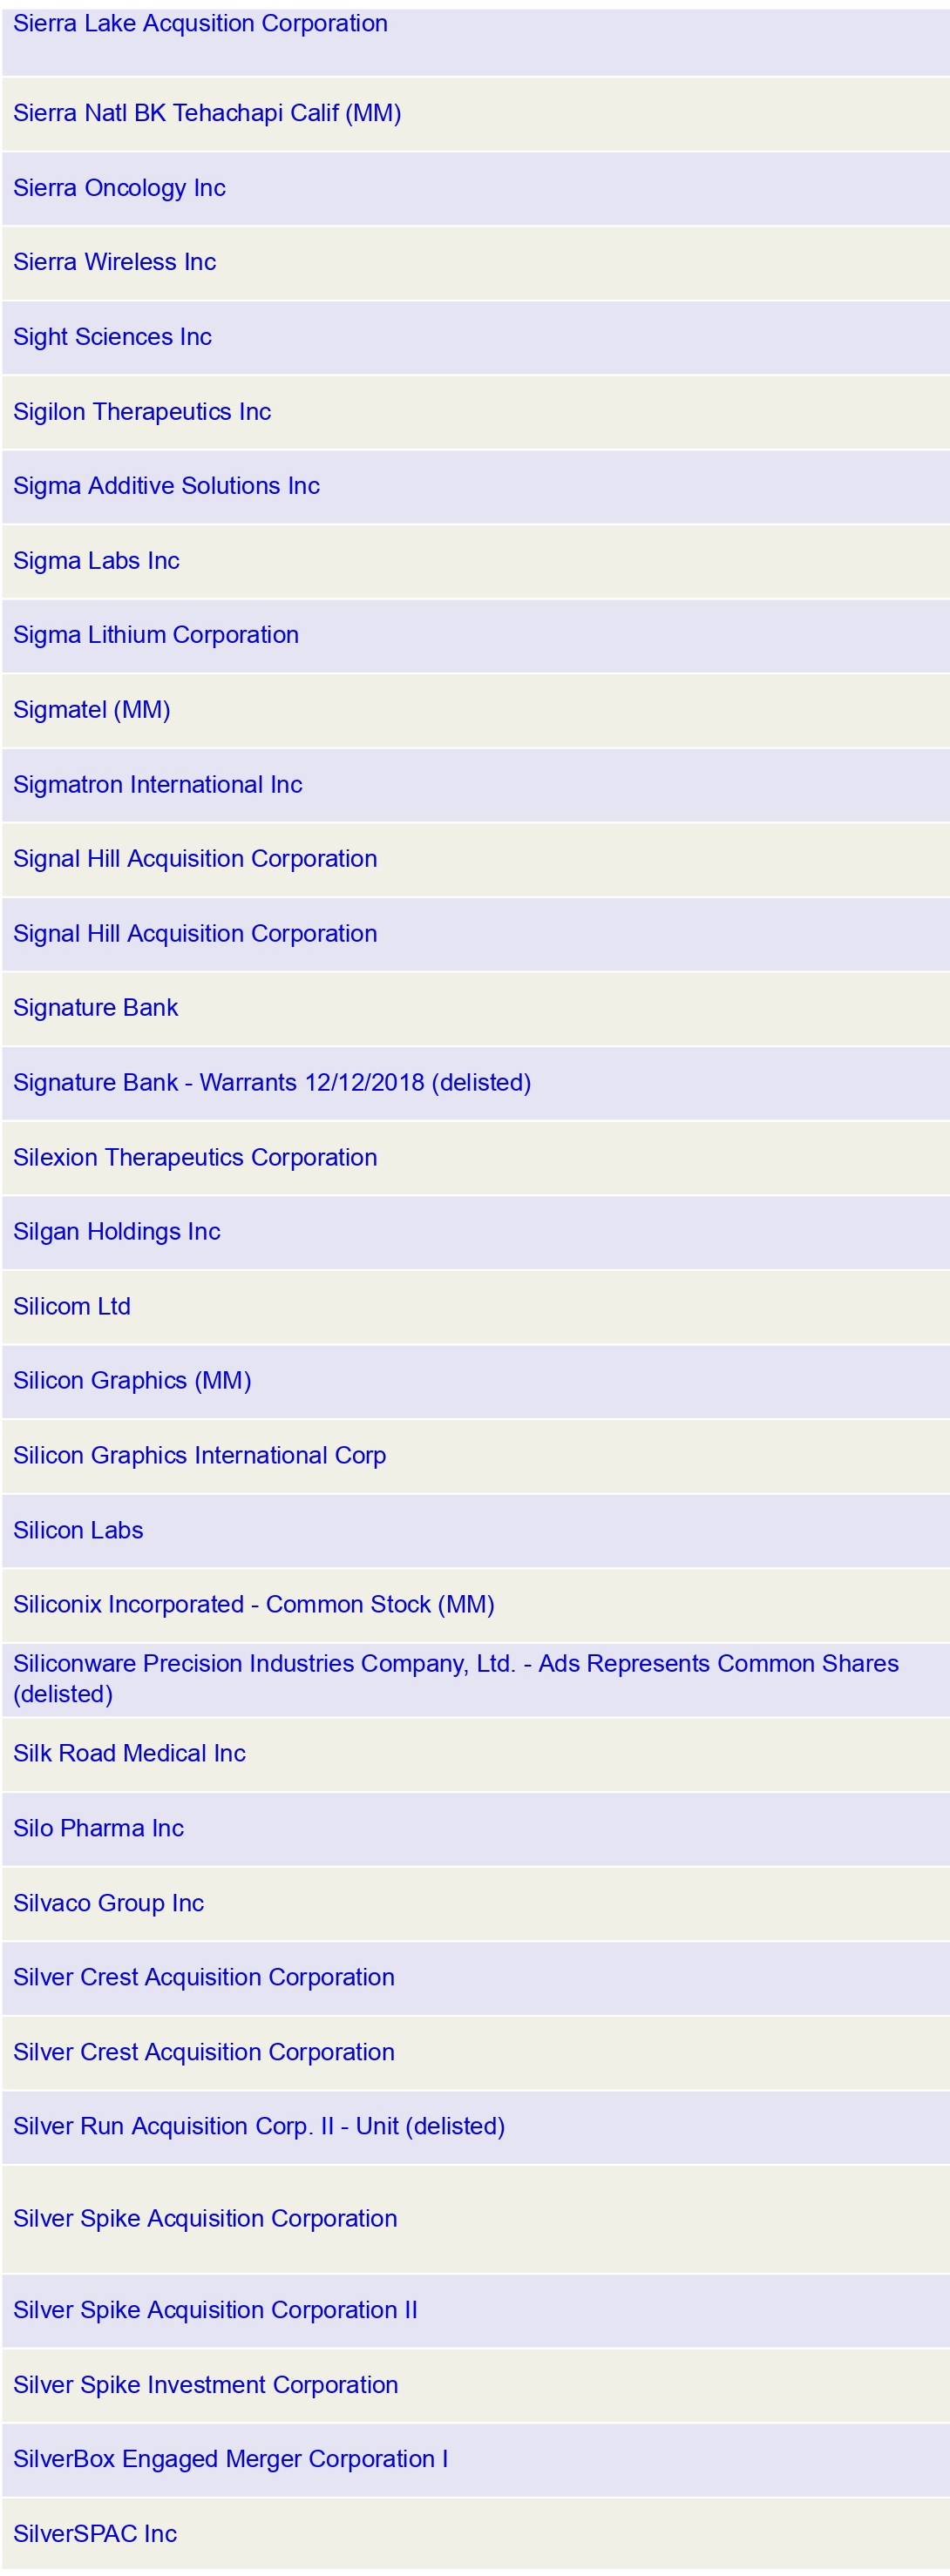 Sierra Lake Acqusition Corporation
Sierra Natl BK Tehachapi Calif (MM)
Sierra Oncology Inc
Sierra Wireless Inc
Sight Sciences Inc
Sigilon Therapeutics Inc
Sigma Additive Solutions Inc
Sigma Labs Inc
Sigma Lithium Corporation
Sigmatel (MM)
Sigmatron International Inc
Signal Hill Acquisition Corporation
Signal Hill Acquisition Corporation
Signature Bank
Signature Bank - Warrants 12/12/2018 (delisted)
Silexion Therapeutics Corporation
Silgan Holdings Inc
Silicom Ltd
Silicon Graphics (MM)
Silicon Graphics International Corp
Silicon Labs
Siliconix Incorporated - Common Stock (MM)
Siliconware Precision Industries Company, Ltd. - Ads Represents Common Shares
(delisted)
Silk Road Medical Inc
Silo Pharma Inc
Silvaco Group Inc
Silver Crest Acquisition Corporation
Silver Crest Acquisition Corporation
Silver Run Acquisition Corp. II - Unit (delisted)
Silver Spike Acquisition Corporation
Silver Spike Acquisition Corporation II
Silver Spike Investment Corporation
SilverBox Engaged Merger Corporation I
SilverSPAC Inc